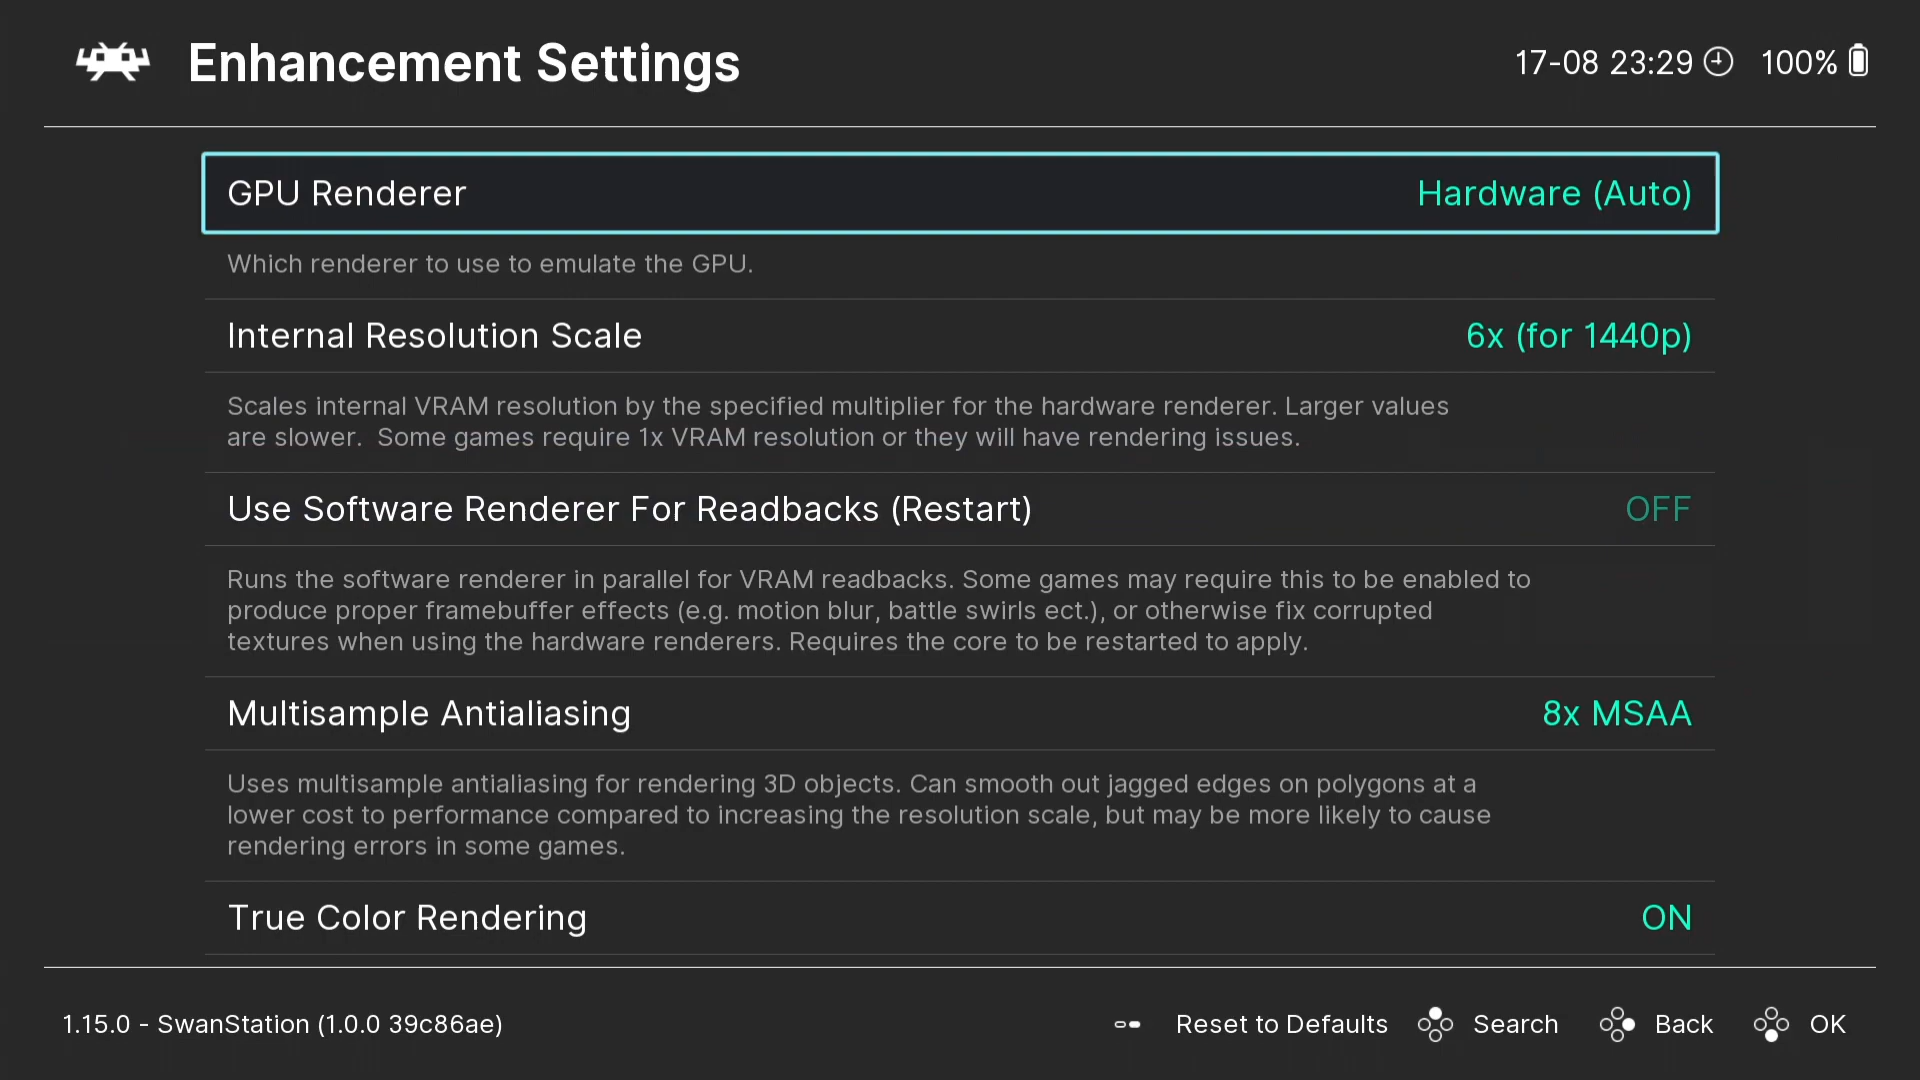 Enhancement Settings
17-08 23:29 100%
GPU Renderer Hardware (Auto)
Which renderer to use to emulate the GPU.
Internal Resolution Scale 6x (for 1440p)
Scales internal VRAM resolution by the specified multiplier for the hardware renderer. Larger values
are slower.  Some games require 1x VRAM resolution or they will have rendering issues.
Use Software Renderer For Readbacks (Restart) OFF
Runs the software renderer in parallel for VRAM readbacks. Some games may require this to be enabled to
produce proper framebuffer effects (e.g. motion blur, battle swirls ect.), or otherwise fix corrupted
textures when using the hardware renderers. Requires the core to be restarted to apply.
Multisample Antialiasing 8x MSAA
Uses multisample antialiasing for rendering 3D objects. Can smooth out jagged edges on polygons at a
lower cost to performance compared to increasing the resolution scale, but may be more likely to cause
rendering errors in some games.
True Color Rendering ON
1.15.0 - SwanStation (1.0.0 39c86ae) Reset to Defaults Search Back OK